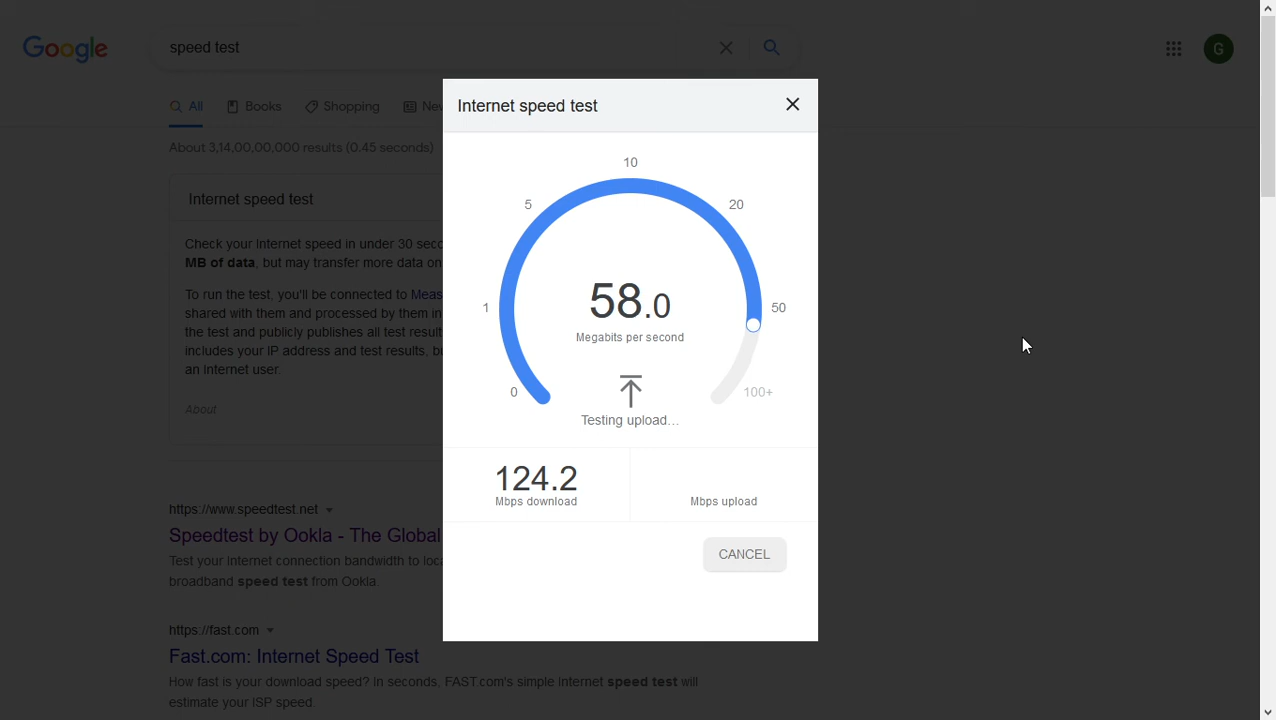 Google
speed test
G
All Books Shopping
About 3,14,00,00,000 results (0.45 seconds)
Internet speed test
Check your Internet speed in under 30
MB of data, but may transfer more data on
To run the test, you'll be connected to
shared with them and processed by them in
the test and publicly publishes all test
includes your IP address and test results,
an Internet user.
About
Internet speed test
0
1
5
10
20
50
100+
58.0
Megabits per second
Testing upload...
124.2
Mbps download
Mbps upload
CANCEL
https://www.speedtest.net
Speedtest by Ookla - The Global
Test your Internet connection bandwidth to
broadband speed test from Ookla
https://fast.com
Fast.com: Internet Speed Test
How fast is your download speed? In seconds, FAST.com's simple Internet speed test will
estimate your ISP speed.